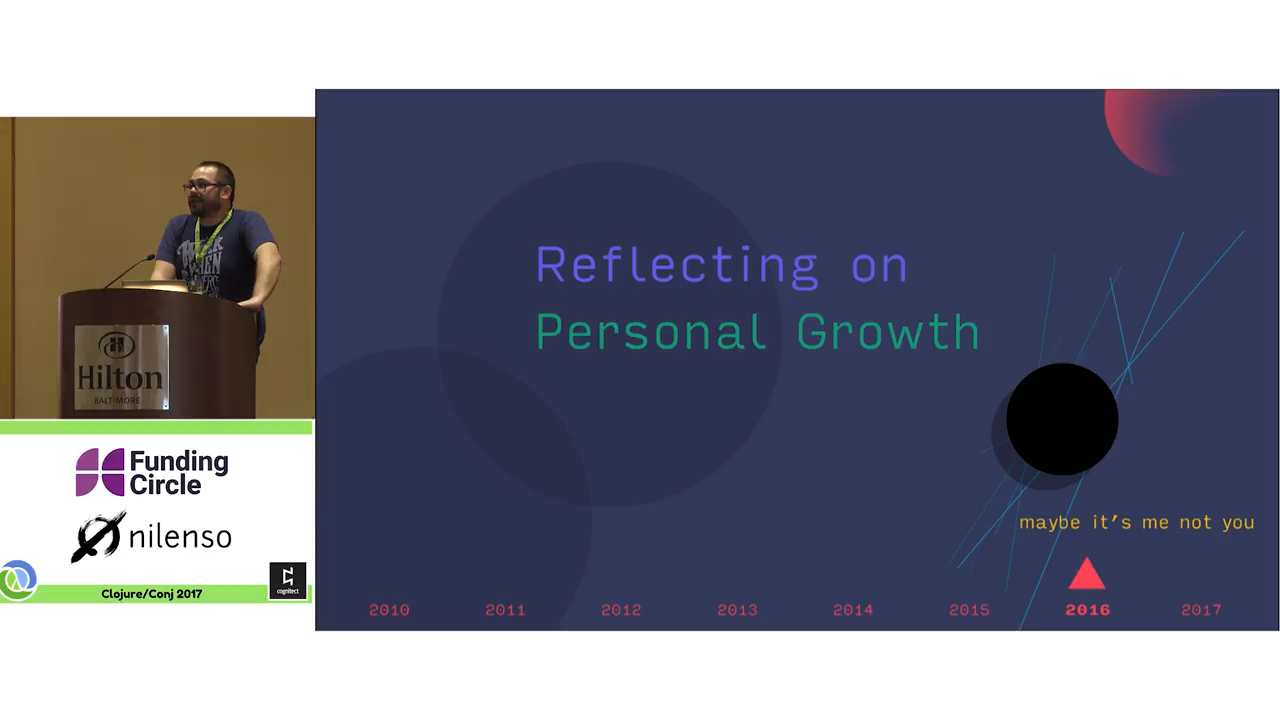 Reflecting on
Personal Growth
maybe it's me not you
2010 2011 2012 2013 2014 2015 2016 2017
Hilton
BALTIMORE
Funding
Circle
nilenso
Clojure/Conj 2017
cognitect